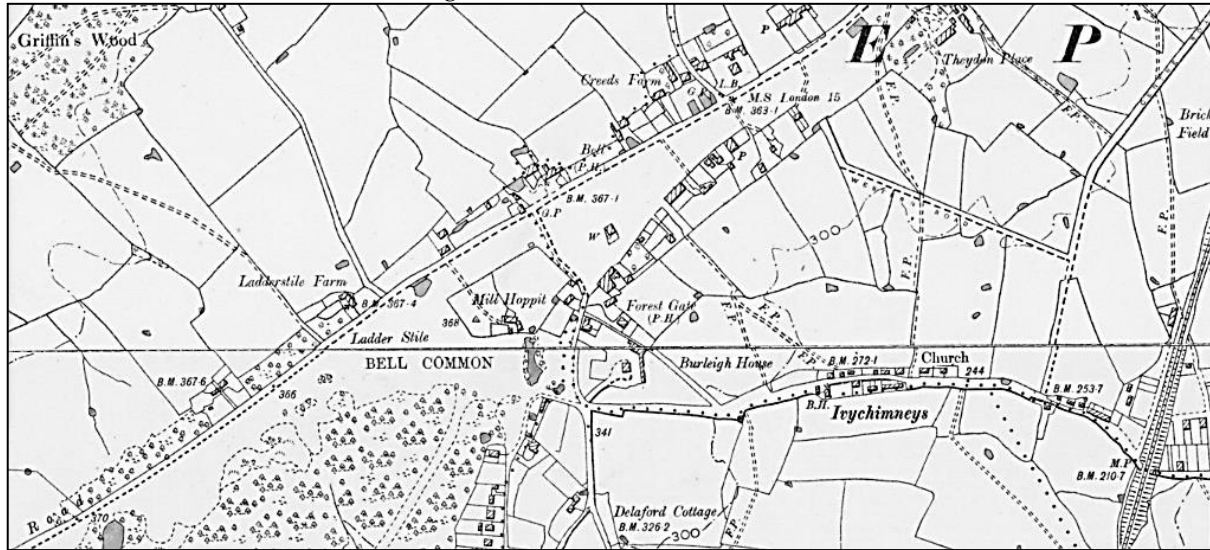 Griffin's Wood
E P
P
Theydon Place
Creeds Farm
L.B.
M.S London 15
B.M. 363·1
F.P.
F.P.
Brick
Field
Bell
(P.H.)
P
B.M. 367·1
G.P
W
300
F.P.
F.P.
Ladderstile Farm
B.M. 367·4
Mill Hoppit
368
Forest Gate
(P.H.)
F.P.
F.P.
Ladder Stile
BELL COMMON
Burleigh House
F.P.
B.M. 272·1
Church
244
B.M. 367·6
366
B.H.
Ivychimneys
B.M. 253·7
341
M.P
B.M. 210·7
Road
370
Delaford Cottage
B.M. 326·2
300
F.P.